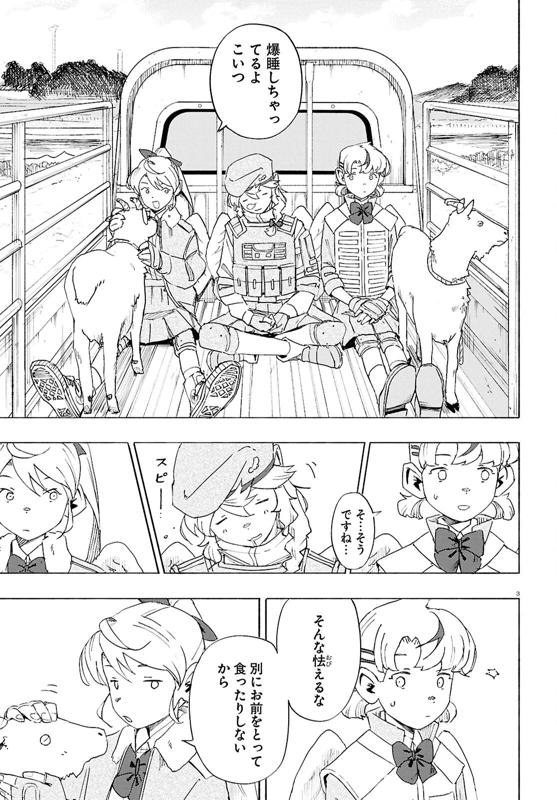 爆睡しちゃっ
てるよ
こいつ
そ…そう
ですね…
スピー
3
そんな怯えるな
おび
別にお前をとって
食ったりしない
から